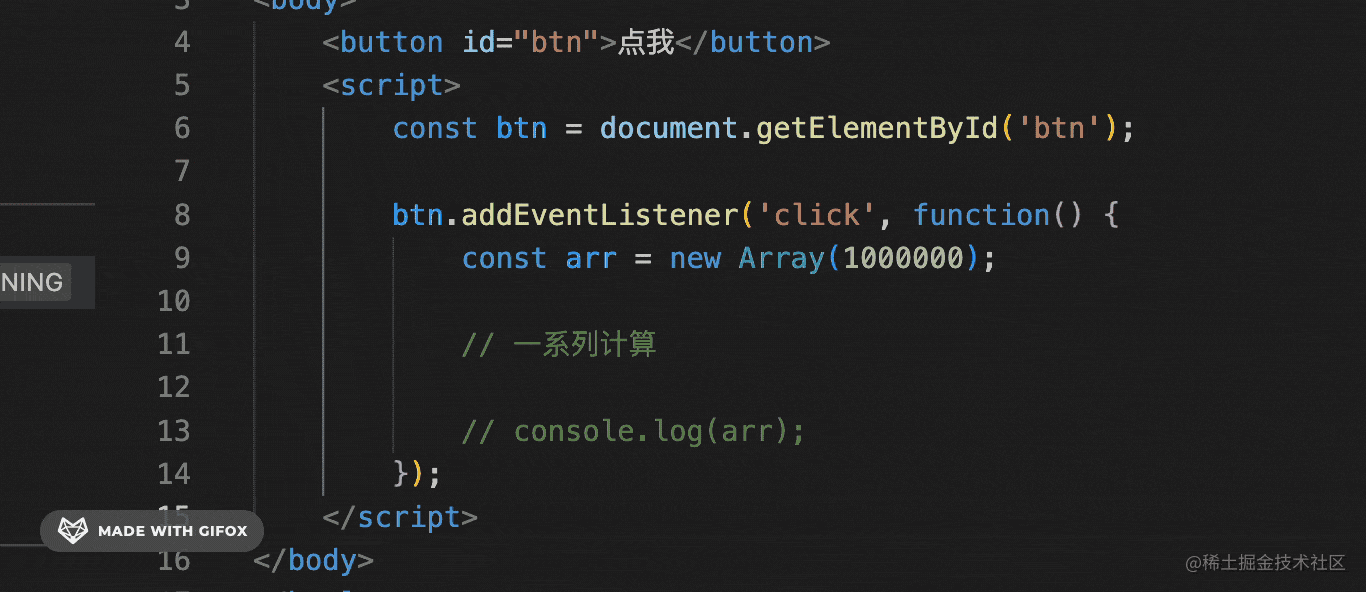 <body>
4 <button id="btn">点我</button>
5 <script>
6 const btn = document.getElementById('btn');
7
8 btn.addEventListener('click', function() {
9 const arr = new Array(1000000);
10
11 // 一系列计算
12
13 // console.log(arr);
14 });
15 </script>
16 </body>
NING
MADE WITH GIFOX
@稀土掘金技术社区